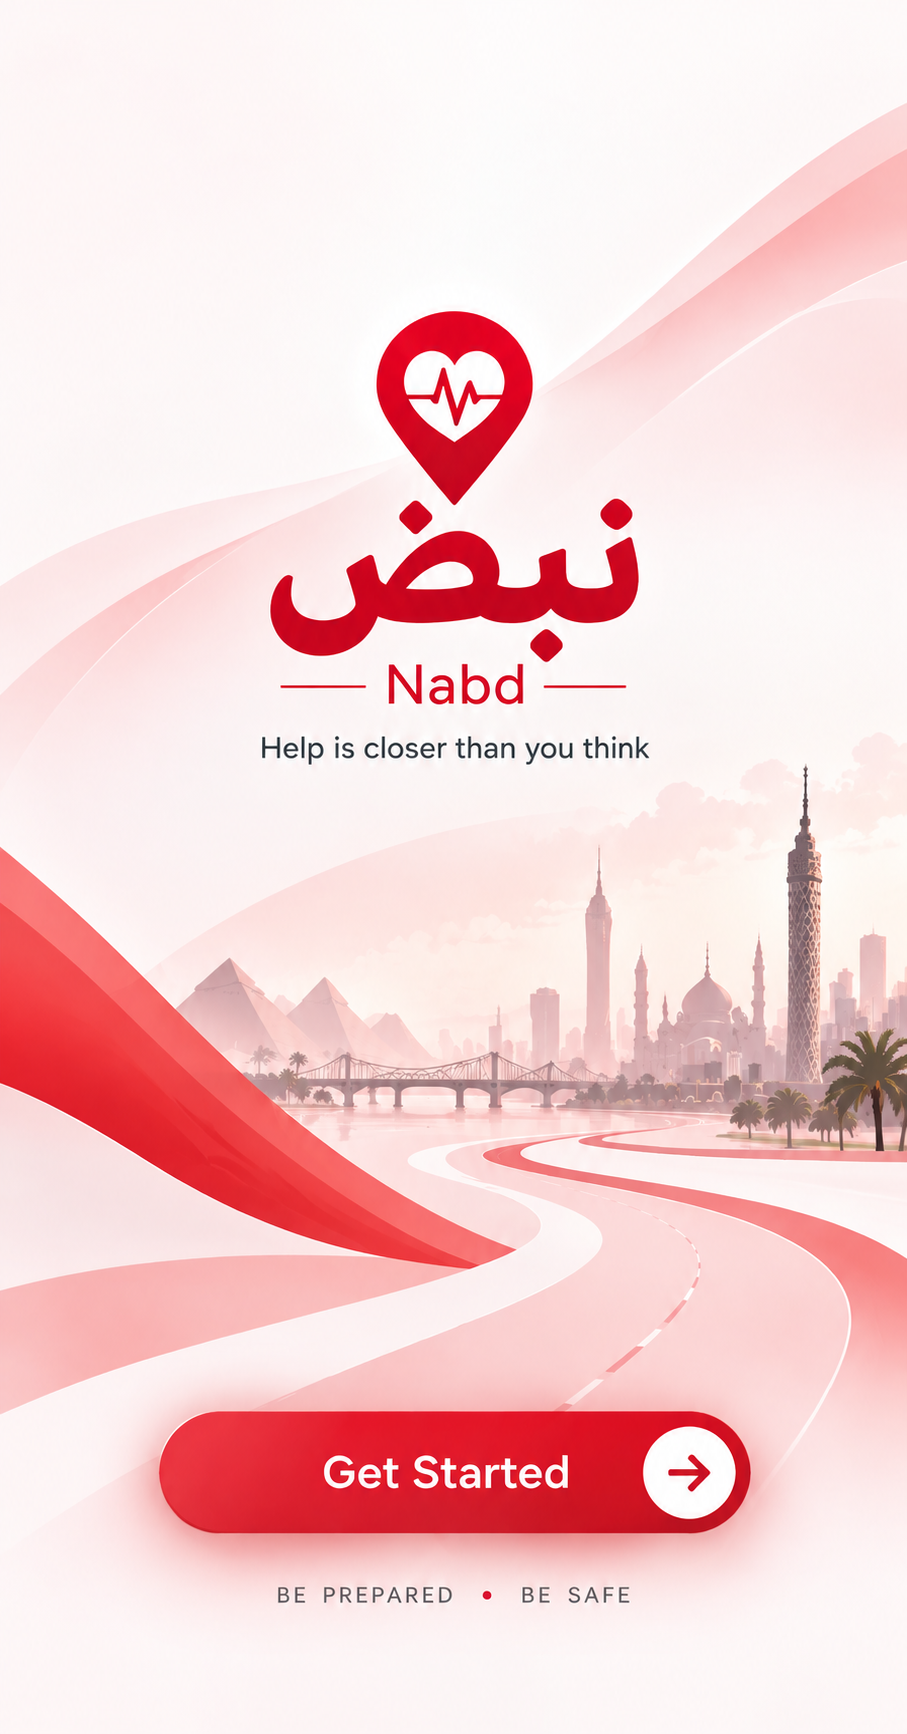 نبض
Nabd
Help is closer than you think
Get Started
BE PREPARED • BE SAFE